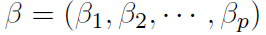 β = (β₁, β₂, ⋯ , βₚ)